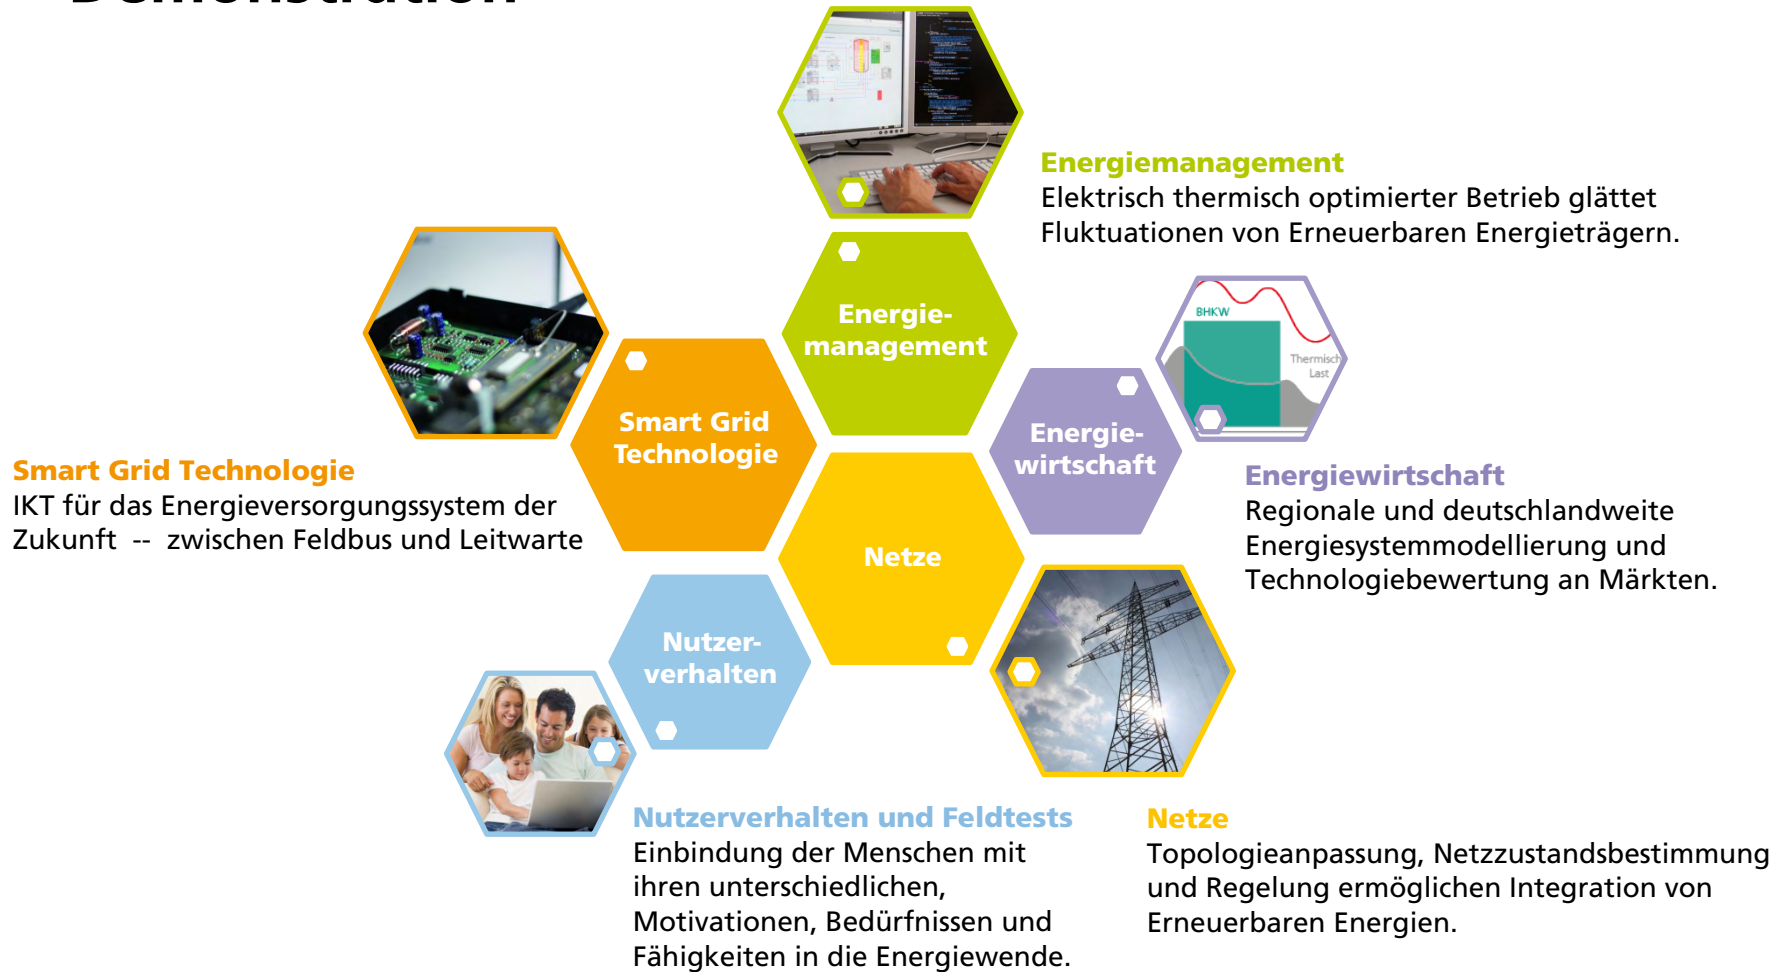 Demonstration
Energiemanagement
Elektrisch thermisch optimierter Betrieb glättet
Fluktuationen von Erneuerbaren Energieträgern.
Energie-
management
BHKW
Thermisch
Last
Smart Grid
Technologie
Energie-
wirtschaft
Smart Grid Technologie
IKT für das Energieversorgungssystem der
Zukunft -- zwischen Feldbus und Leitwarte
Energiewirtschaft
Regionale und deutschlandweite
Energiesystemmodellierung und
Technologiebewertung an Märkten.
Netze
Nutzer-
verhalten
Nutzerverhalten und Feldtests
Einbindung der Menschen mit
ihren unterschiedlichen,
Motivationen, Bedürfnissen und
Fähigkeiten in die Energiewende.
Netze
Topologieanpassung, Netzzustandsbestimmung
und Regelung ermöglichen Integration von
Erneuerbaren Energien.